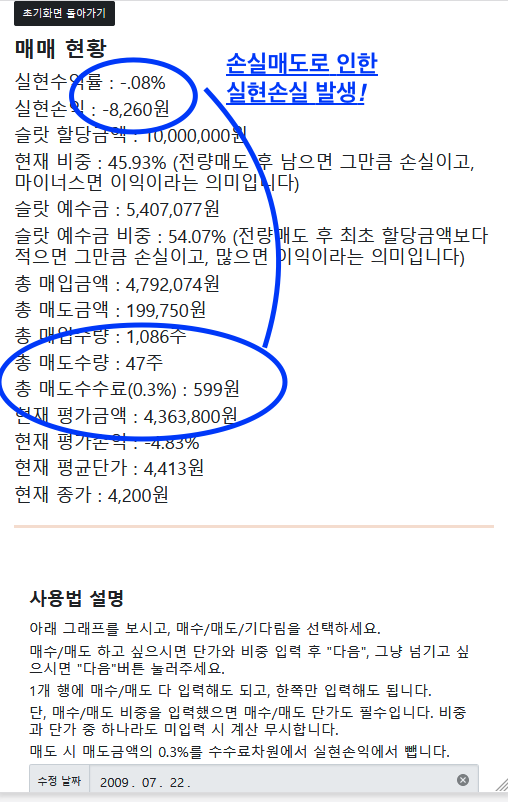 초기화면 돌아가기
매매 현황
손실매도로 인한
실현손실 발생!
실현수익률 : -.08%
실현손익 : -8,260원
슬랏 할당금액 : 10,000,000원
현재 비중 : 45.93% (전량매도 후 남으면 그만큼 손실이고,
마이너스면 이익이라는 의미입니다)
슬랏 예수금 : 5,407,077원
슬랏 예수금 비중 : 54.07% (전량매도 후 최초 할당금액보다
적으면 그만큼 손실이고, 많으면 이익이라는 의미입니다)
총 매입금액 : 4,792,074원
총 매도금액 : 199,750원
총 매입수량 : 1,086주
총 매도수량 : 47주
총 매도수수료(0.3%) : 599원
현재 평가금액 : 4,363,800원
현재 평가손익 : -4.83%
현재 평균단가 : 4,413원
현재 종가 : 4,200원
사용법 설명
아래 그래프를 보시고, 매수/매도/기다림을 선택하세요.
매수/매도 하고 싶으시면 단가와 비중 입력 후 "다음", 그냥 넘기고 싶
으시면 "다음"버튼 눌러주세요.
1개 행에 매수/매도 다 입력해도 되고, 한쪽만 입력해도 됩니다.
단, 매수/매도 비중을 입력했으면 매수/매도 단가도 필수입니다. 비중
과 단가 중 하나라도 미입력 시 계산 무시합니다.
매도 시 매도금액의 0.3%를 수수료차원에서 실현손익에서 뺍니다.
수정 날짜 2009. 07. 22.